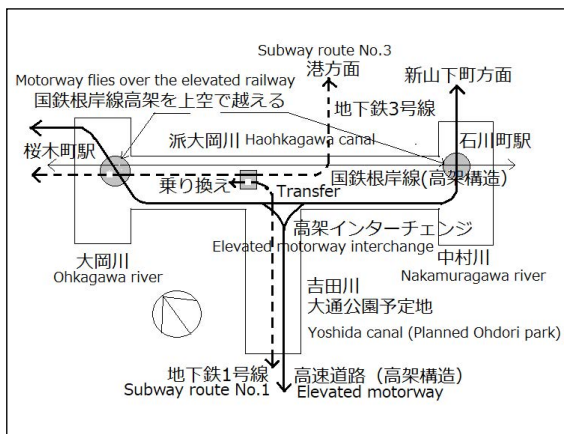 Subway route No.3
港方面
Motorway flies over the elevated railway
新山下町方面
国鉄根岸線高架を上空で越える
地下鉄3号線
派大岡川 Haohkagawa canal
石川町駅
桜木町駅
国鉄根岸線(高架構造)
乗り換え
Transfer
高架インターチェンジ
Elevated motorway interchange
大岡川
Ohkagawa river
中村川
Nakamuragawa river
吉田川
大通公園予定地
Yoshida canal (Planned Ohdori park)
地下鉄1号線
Subway route No.1
高速道路（高架構造）
Elevated motorway